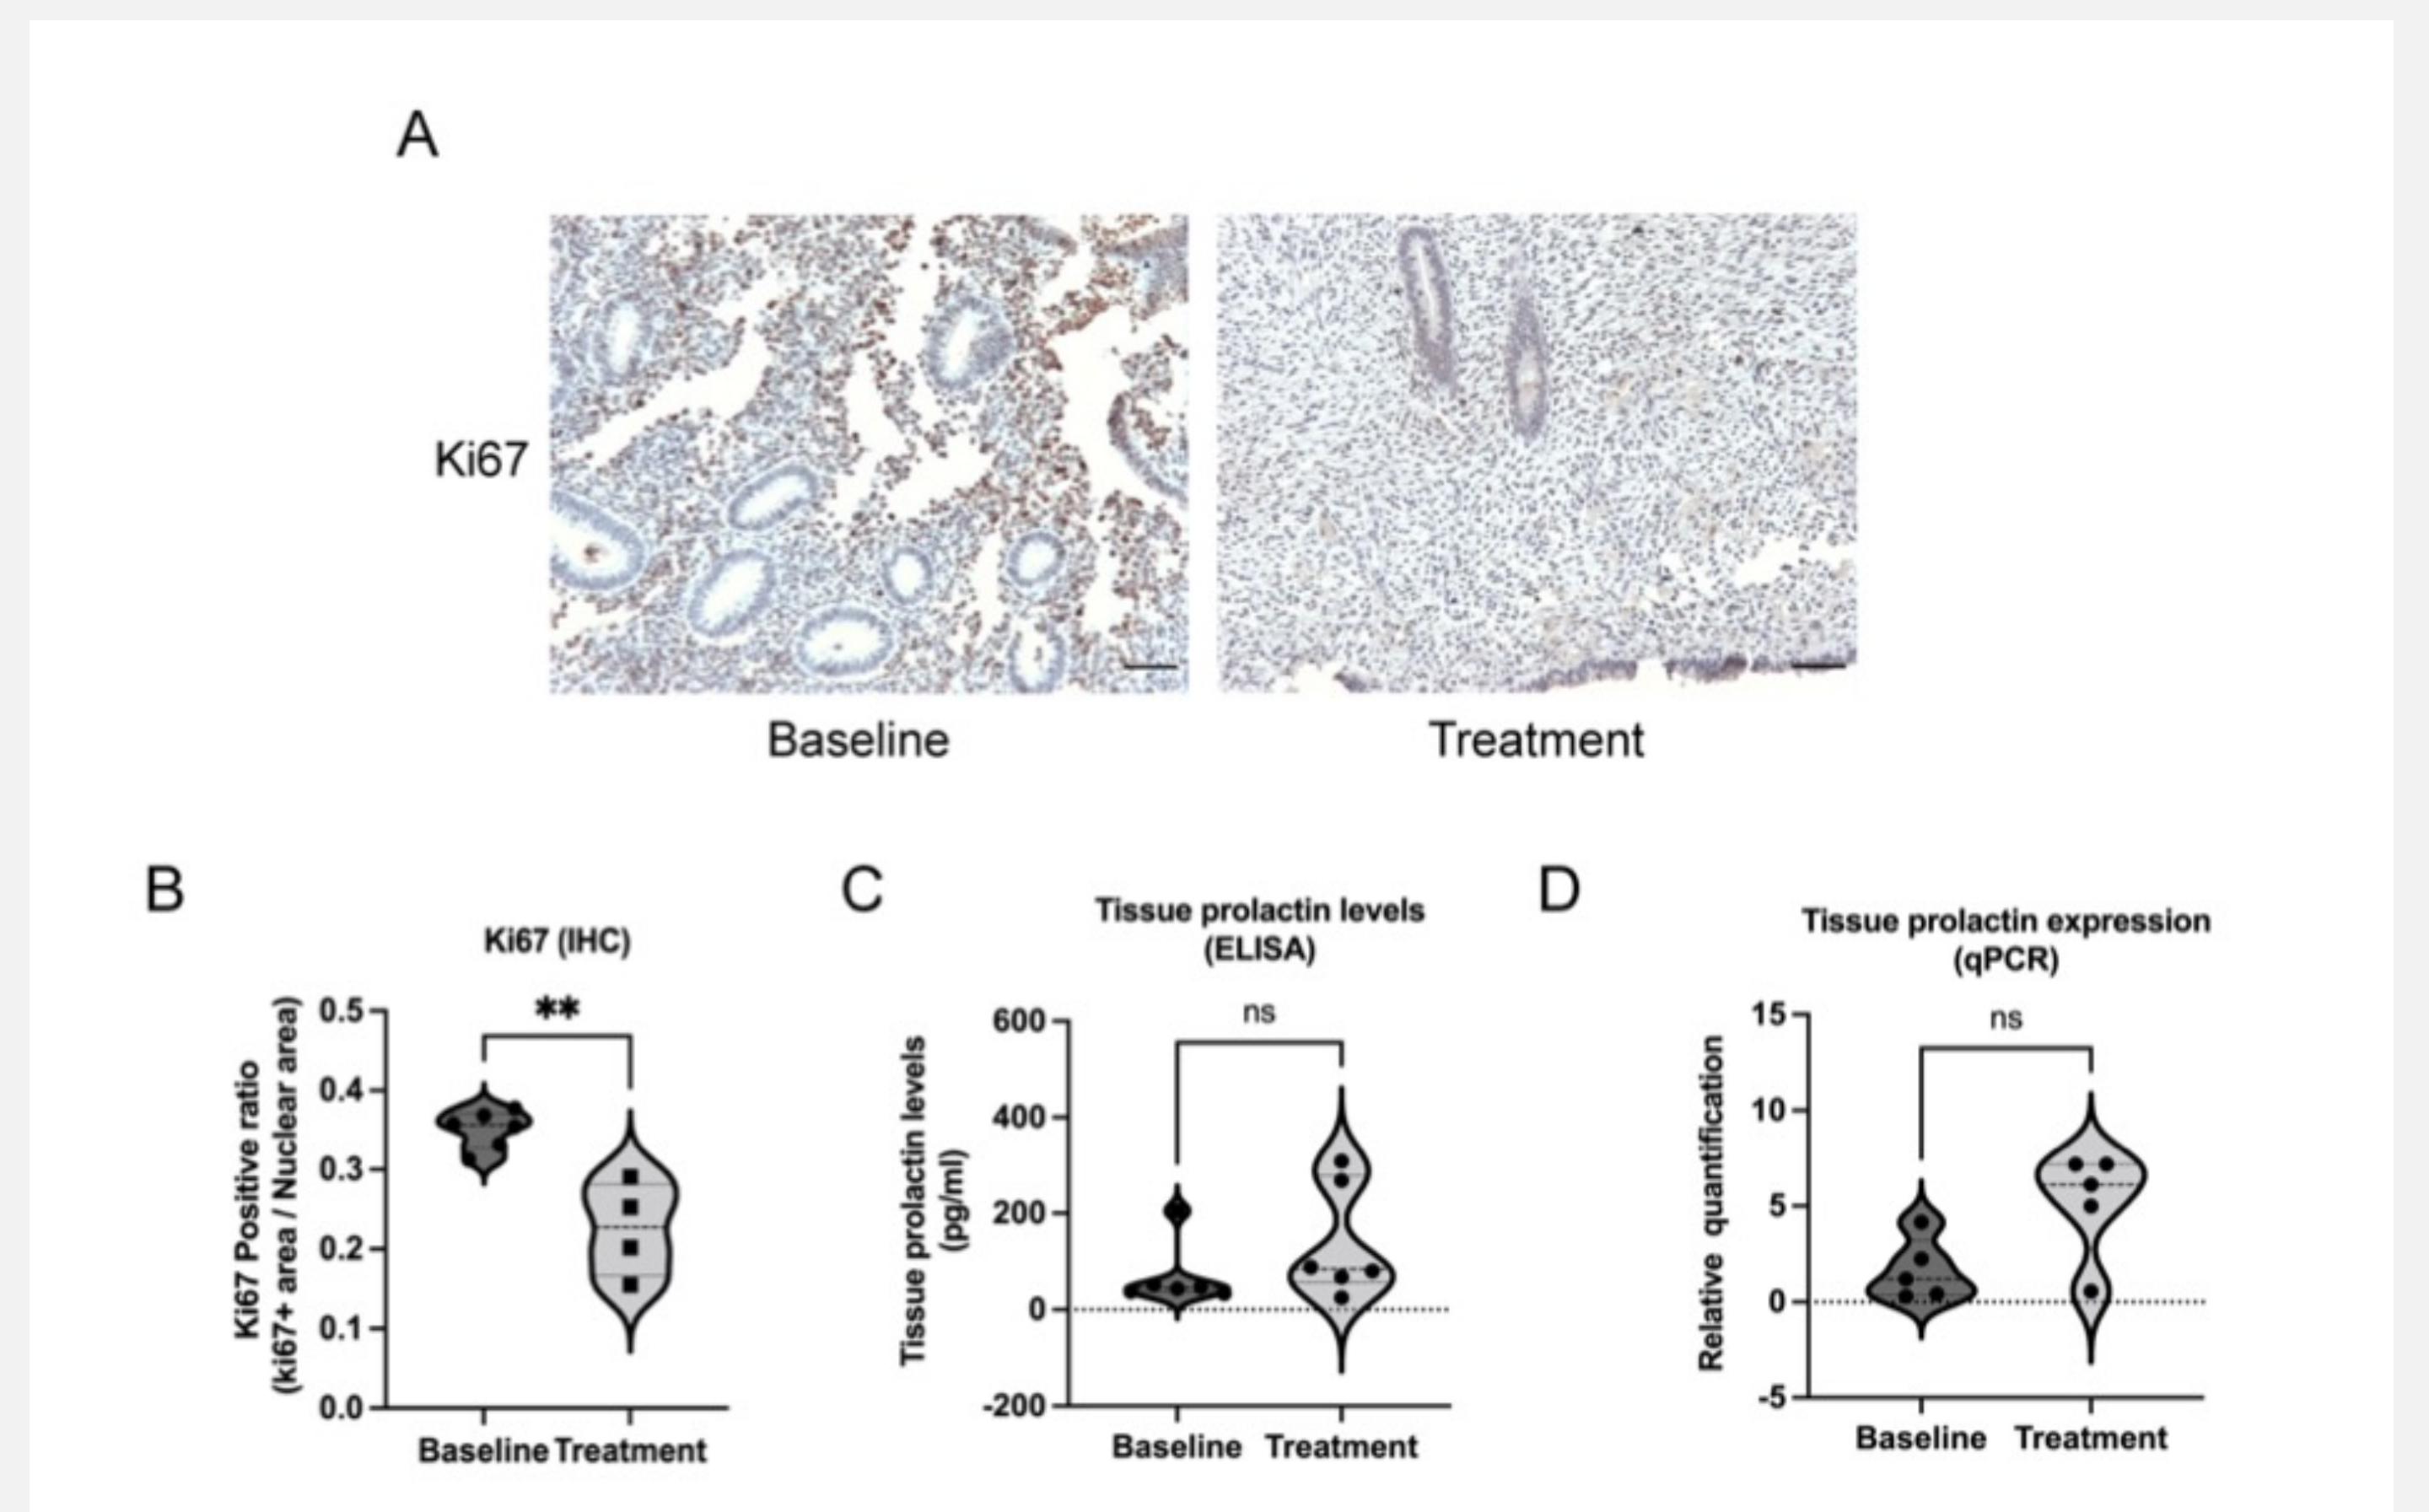 A
Ki67
Baseline
Treatment
B
Ki67 (IHC)
Ki67 Positive ratio
(ki67+ area / Nuclear area)
0.5
0.4
0.3
0.2
0.1
0.0
**
Baseline Treatment
C
Tissue prolactin levels
(ELISA)
Tissue prolactin levels
(pg/ml)
600
400
200
0
-200
ns
Baseline Treatment
D
Tissue prolactin expression
(qPCR)
Relative quantification
15
10
5
0
-5
ns
Baseline Treatment